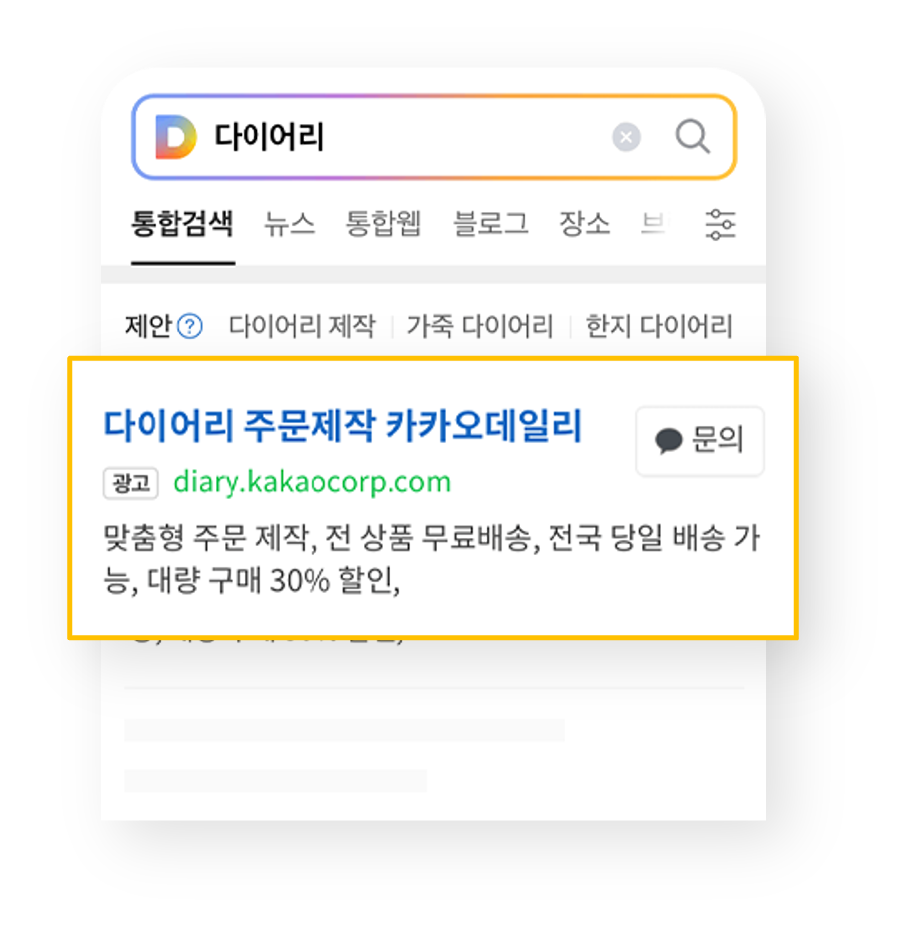 D 다이어리
통합검색 뉴스 통합웹 블로그 장소
제안 ? 다이어리 제작 가죽 다이어리 한지 다이어리
다이어리 주문제작 카카오데일리 문의
광고 diary.kakaocorp.com
맞춤형 주문 제작, 전 상품 무료배송, 전국 당일 배송 가
능, 대량 구매 30% 할인,